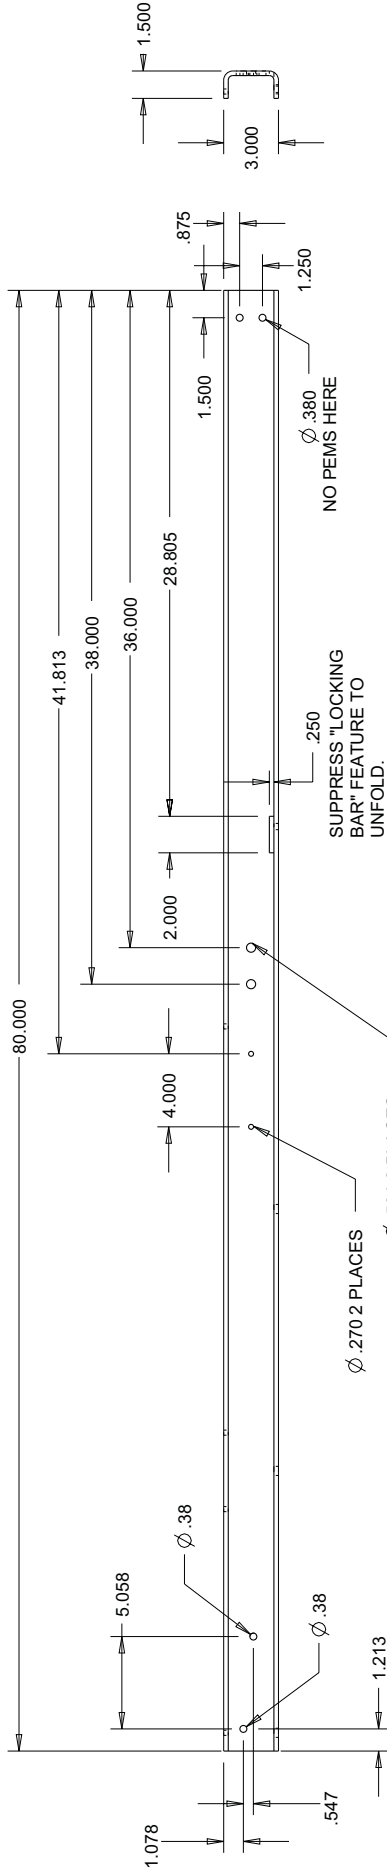 80.000
41.813
38.000
36.000
28.805
2.000
4.000
5.058
Ø .38
Ø .38
1.078
.547
1.213
Ø .270 2 PLACES
SUPPRESS "LOCKING
BAR" FEATURE TO
UNFOLD.
.250
Ø .380
NO PEMS HERE
1.500
.875
1.250
3.000
1.500